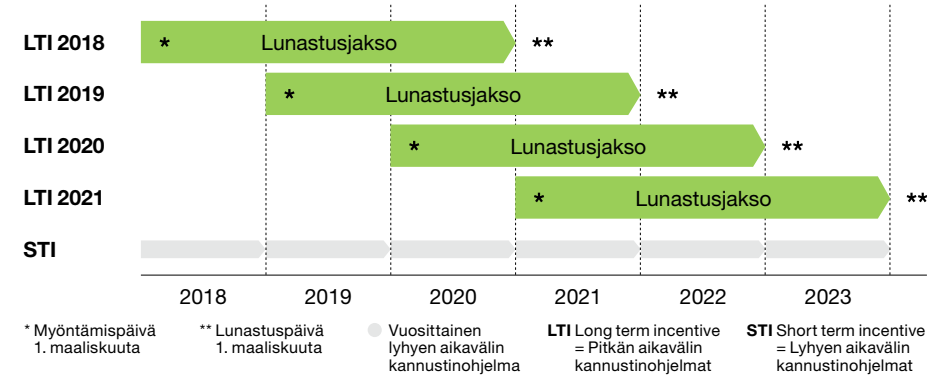 LTI 2018 * Lunastusjakso **
LTI 2019 * Lunastusjakso **
LTI 2020 * Lunastusjakso **
LTI 2021 * Lunastusjakso **
STI
2018 2019 2020 2021 2022 2023
* Myöntämispäivä
1. maaliskuuta
** Lunastuspäivä
1. maaliskuuta
Vuosittainen
lyhyen aikavälin
kannustinohjelma
LTI Long term incentive
= Pitkän aikavälin
kannustinohjelmat
STI Short term incentive
= Lyhyen aikavälin
kannustinohjelmat